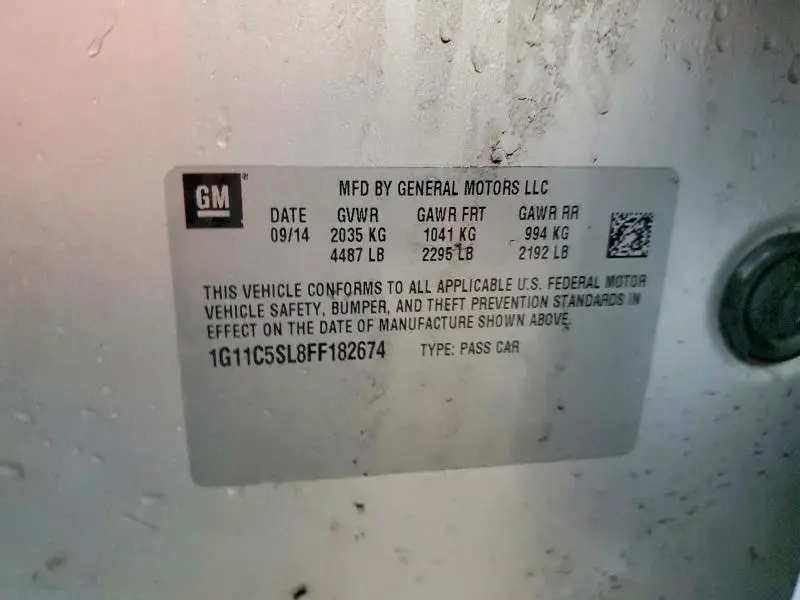 GM®
MFD BY GENERAL MOTORS LLC
DATE GVWR GAWR FRT GAWR RR
09/14 2035 KG 1041 KG 994 KG
4487 LB 2295 LB 2192 LB
THIS VEHICLE CONFORMS TO ALL APPLICABLE U.S. FEDERAL MOTOR
VEHICLE SAFETY, BUMPER, AND THEFT PREVENTION STANDARDS IN
EFFECT ON THE DATE OF MANUFACTURE SHOWN ABOVE.
1G11C5SL8FF182674 TYPE: PASS CAR